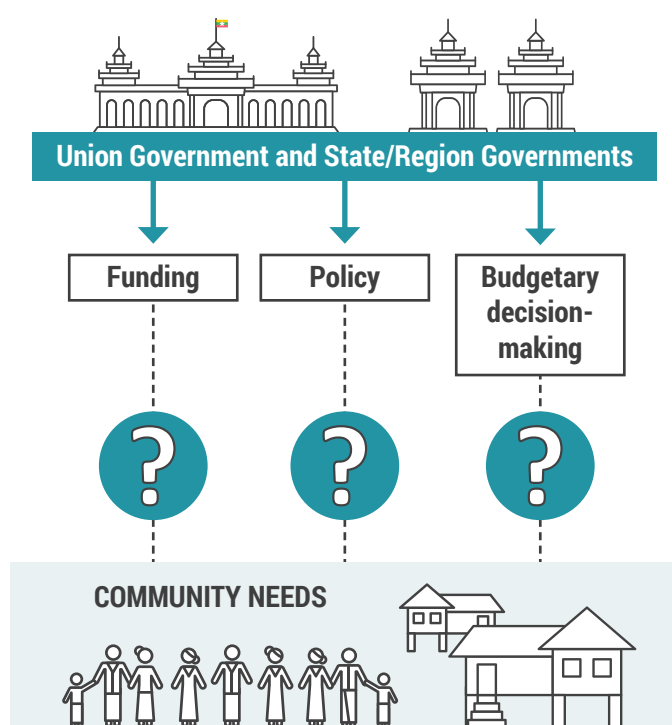 Union Government and State/Region Governments
Funding
Policy
Budgetary
decision-
making
?
?
?
COMMUNITY NEEDS